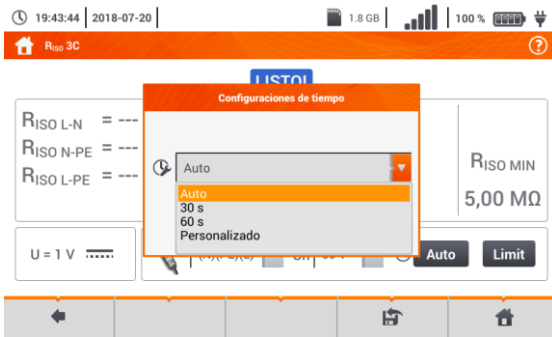 19:43:44 2018-07-20 1.8 GB 100 %
RISO 3C
LISTO!
Configuraciones de tiempo
RISO L-N = ---
RISO N-PE = ---
RISO L-PE = ---
Auto
Auto
30 s
60 s
Personalizado
RISO MIN
5,00 MΩ
U = 1 V
Auto
Limit